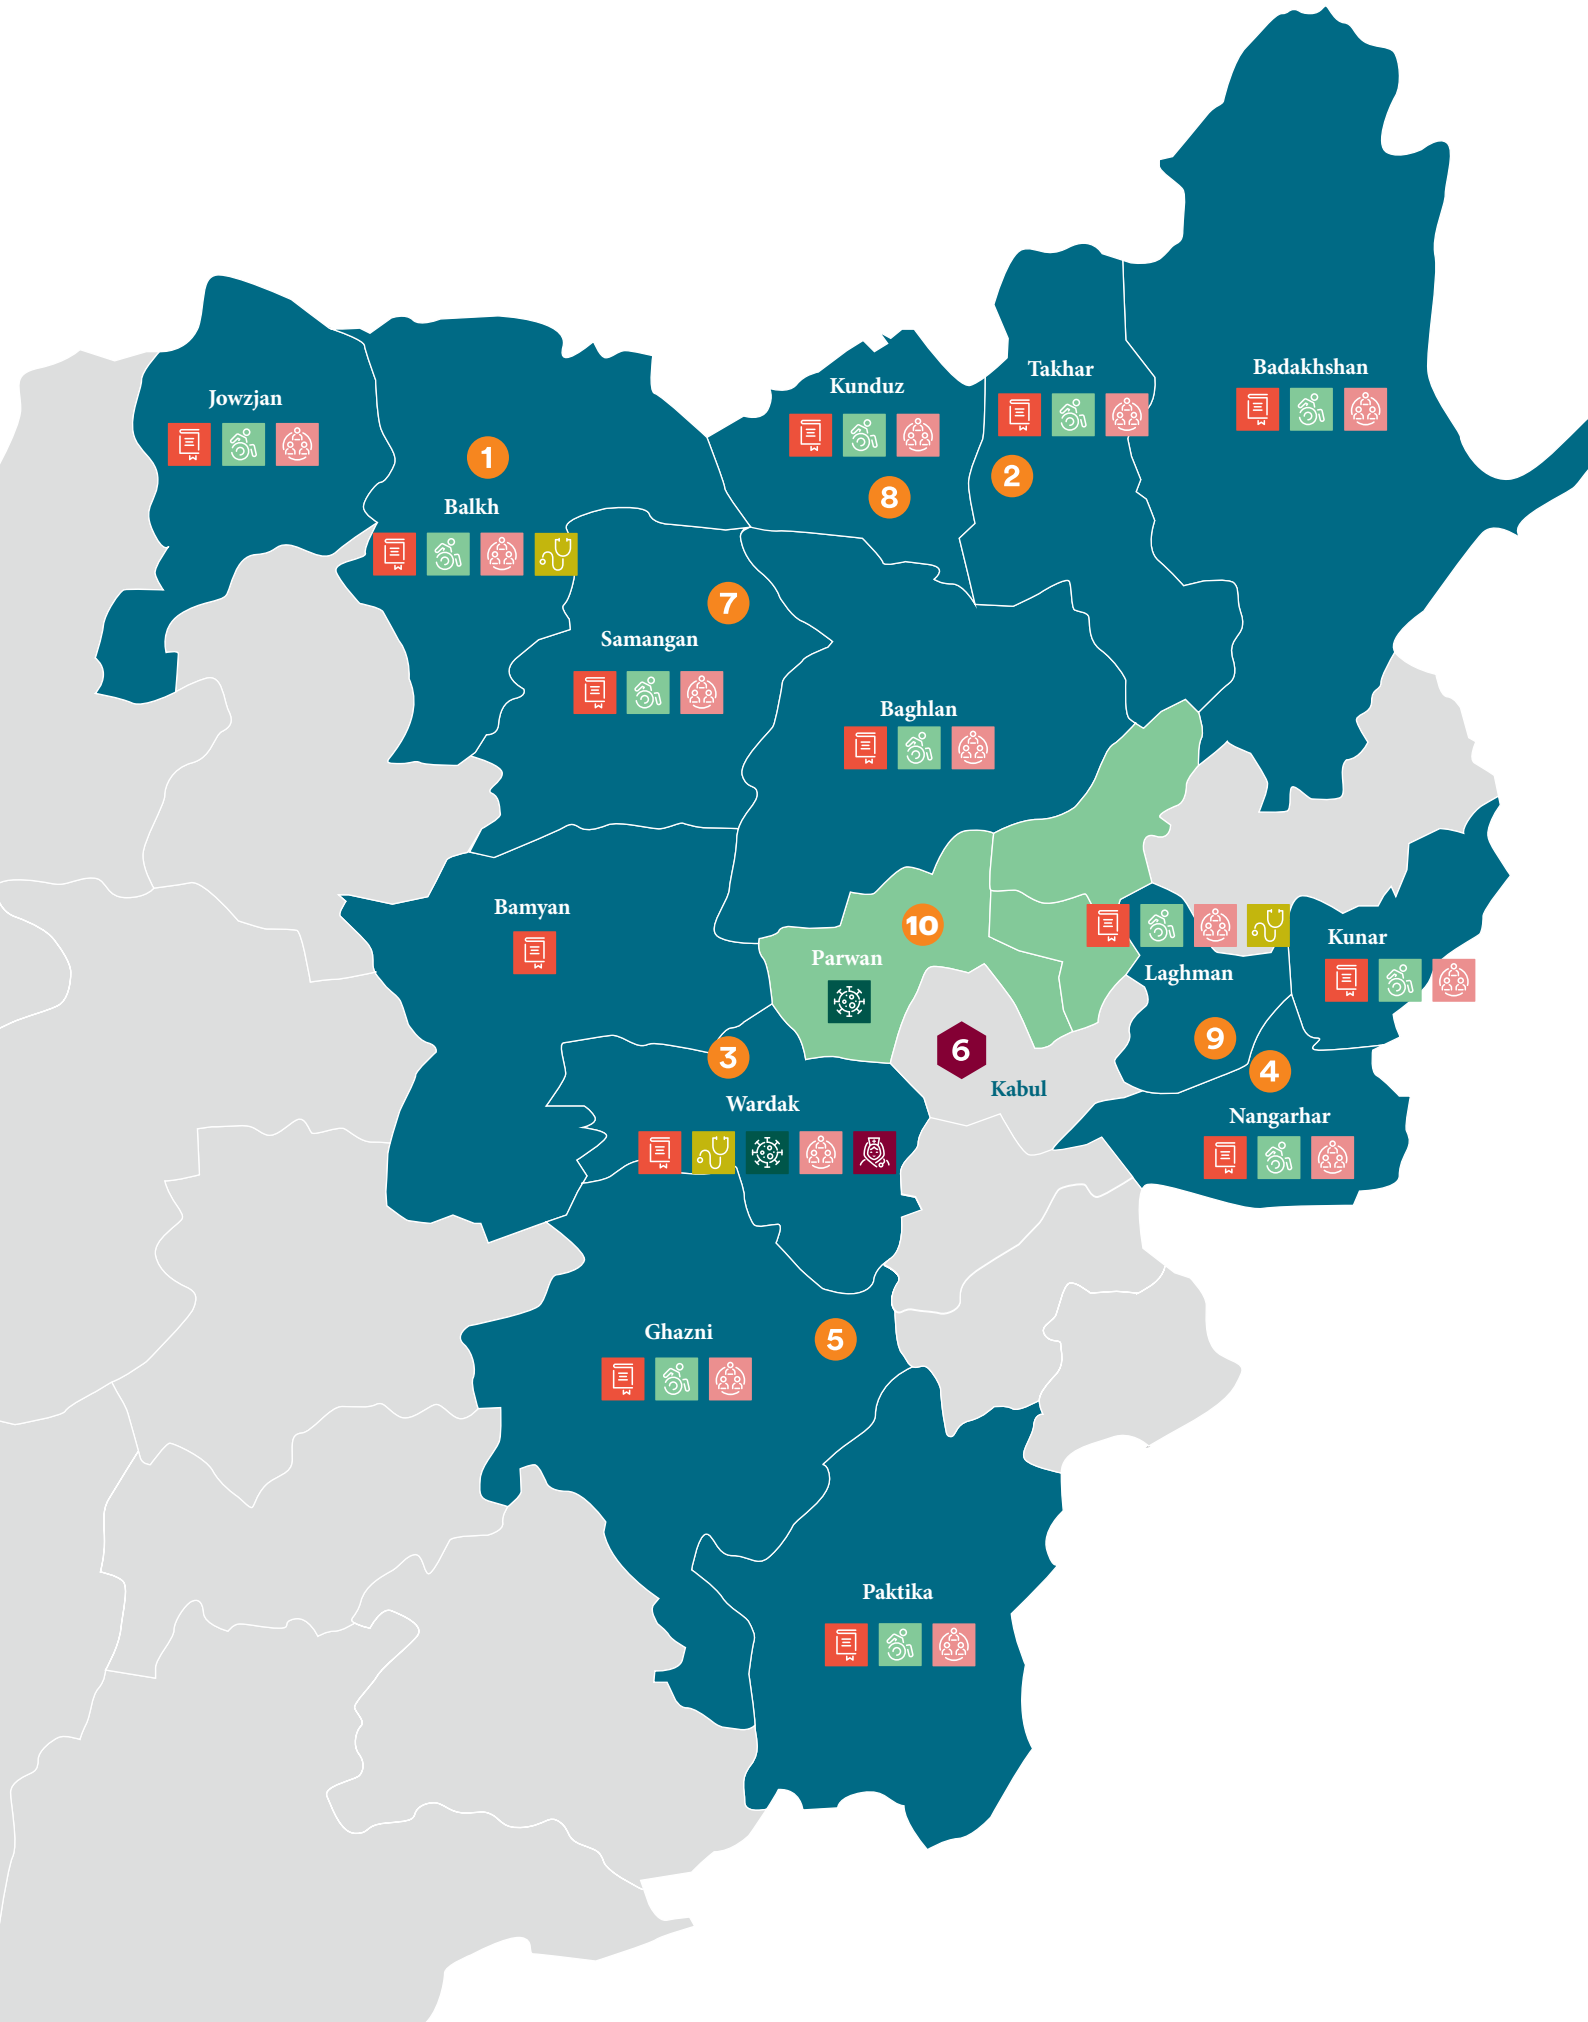 Takhar
Badakhshan
Kunduz
Jowzjan
1
2
8
Balkh
7
Samangan
Baghlan
Bamyan
10
Kunar
Parwan
Laghman
9
6
3
4
Kabul
Wardak
Nangarhar
Ghazni
5
Paktika